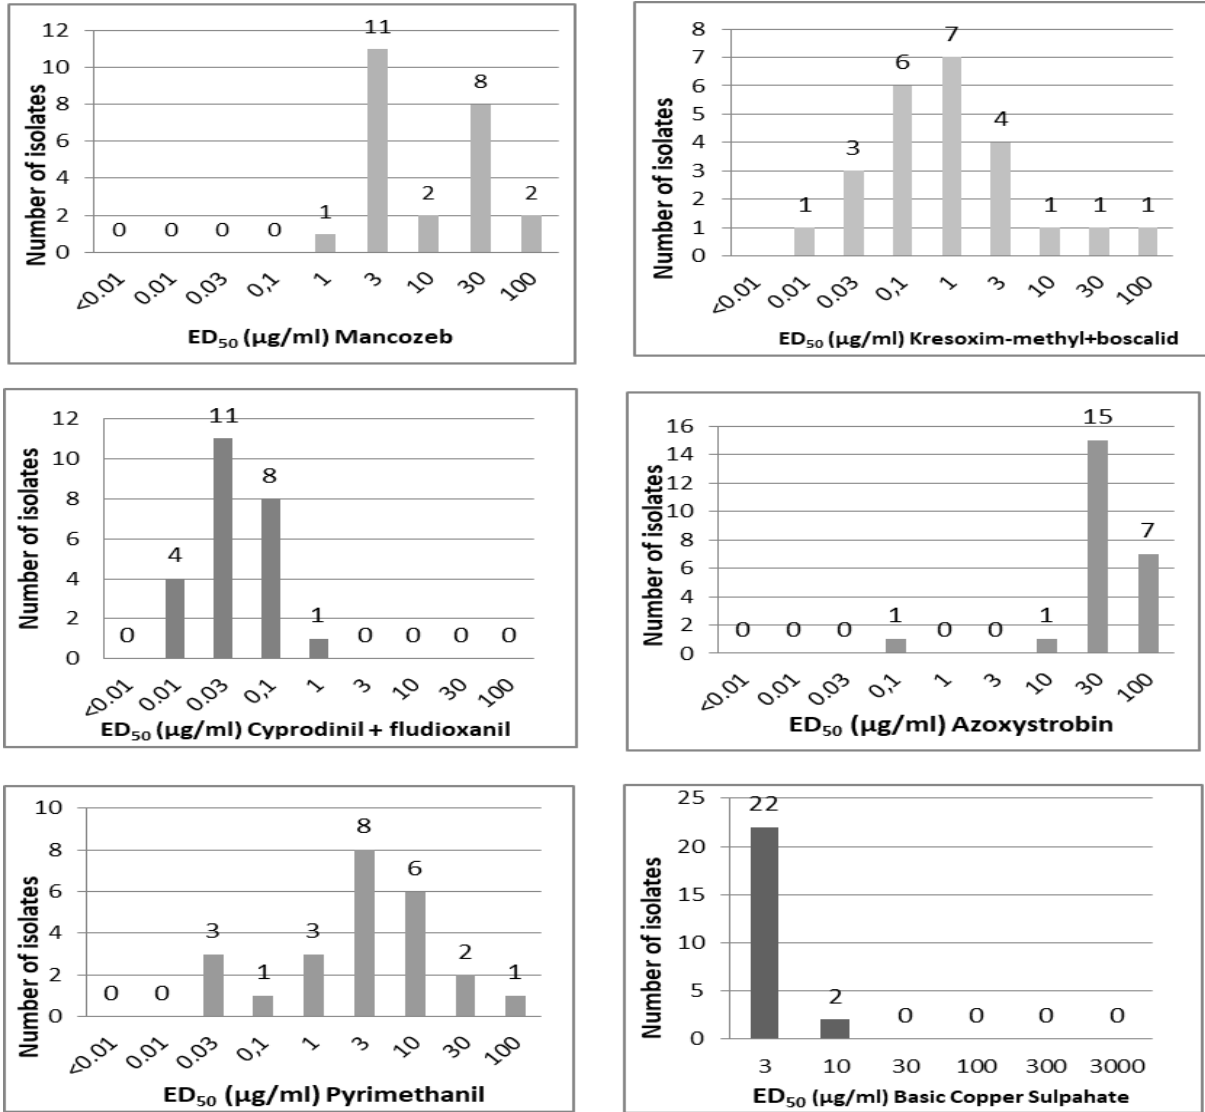 12
10
8
6
4
2
0
Number of isolates
0 0 0 0 1 11 2 8 2
<0.01 0.01 0.03 0,1 1 3 10 30 100
ED50 (µg/ml) Mancozeb
8
7
6
5
4
3
2
1
0
Number of isolates
1 3 6 7 4 1 1 1
<0.01 0.01 0.03 0,1 1 3 10 30 100
ED50 (µg/ml) Kresoxim-methyl+boscalid
12
10
8
6
4
2
0
Number of isolates
0 4 11 8 1 0 0 0 0
<0.01 0.01 0.03 0,1 1 3 10 30 100
ED50 (µg/ml) Cyprodinil + fludioxanil
16
14
12
10
8
6
4
2
0
Number of isolates
0 0 0 1 0 0 1 15 7
<0.01 0.01 0.03 0,1 1 3 10 30 100
ED50 (µg/ml) Azoxystrobin
10
8
6
4
2
0
Number of isolates
0 0 3 1 3 8 6 2 1
<0.01 0.01 0.03 0,1 1 3 10 30 100
ED50 (µg/ml) Pyrimethanil
25
20
15
10
5
0
Number of isolates
22 2 0 0 0 0
3 10 30 100 300 3000
ED50 (µg/ml) Basic Copper Sulpahate